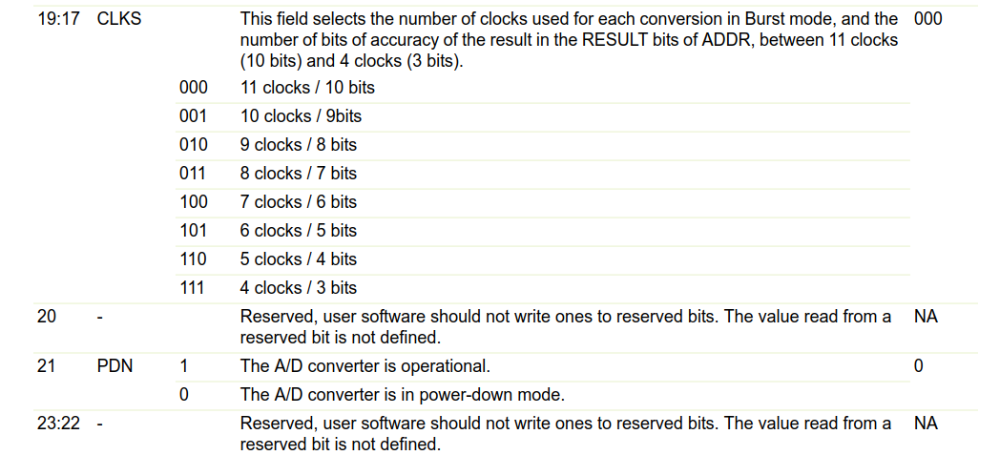 19:17 CLKS This field selects the number of clocks used for each conversion in Burst mode, and the 000
number of bits of accuracy of the result in the RESULT bits of ADDR, between 11 clocks
(10 bits) and 4 clocks (3 bits).
000 11 clocks / 10 bits
001 10 clocks / 9bits
010 9 clocks / 8 bits
011 8 clocks / 7 bits
100 7 clocks / 6 bits
101 6 clocks / 5 bits
110 5 clocks / 4 bits
111 4 clocks / 3 bits
20 - Reserved, user software should not write ones to reserved bits. The value read from a NA
reserved bit is not defined.
21 PDN 1 The A/D converter is operational. 0
0 The A/D converter is in power-down mode.
23:22 - Reserved, user software should not write ones to reserved bits. The value read from a NA
reserved bit is not defined.